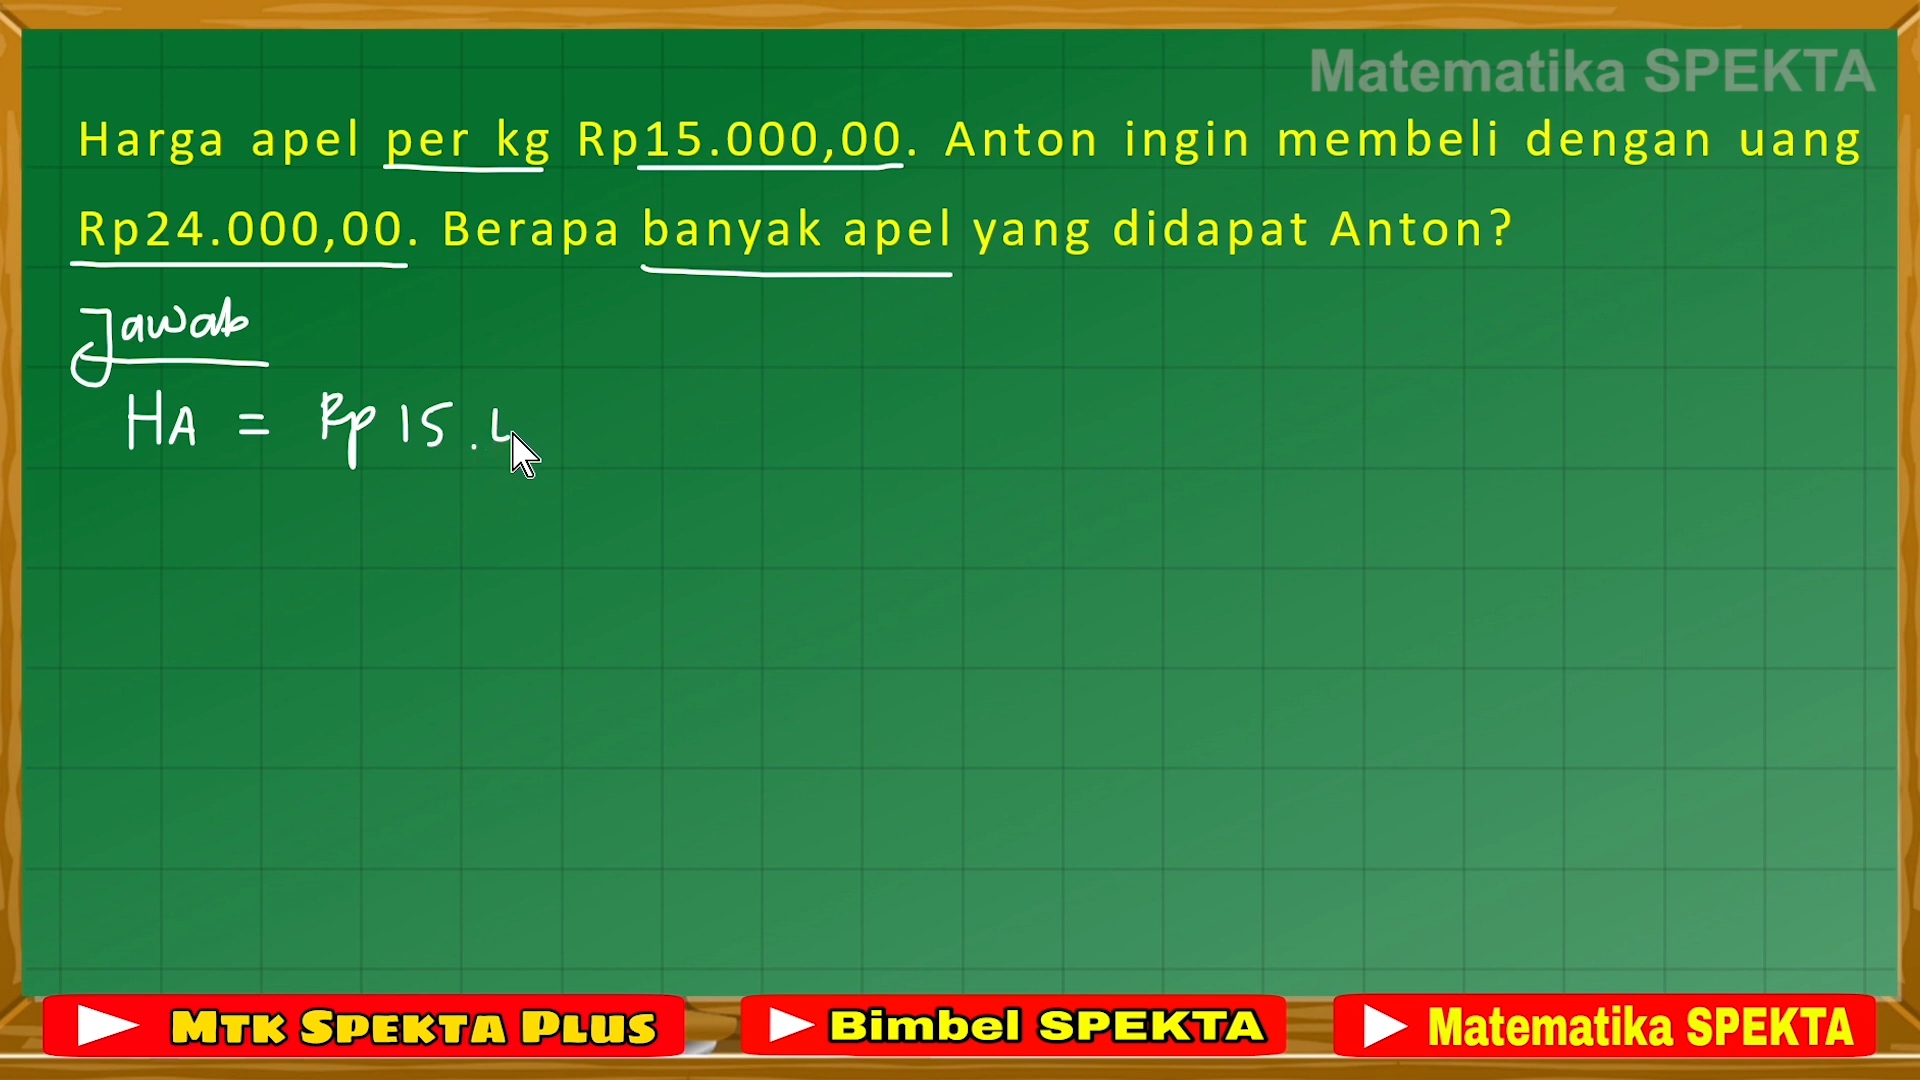 Matematika SPEKTA
Harga apel per kg Rp15.000,00. Anton ingin membeli dengan uang
Rp24.000,00. Berapa banyak apel yang didapat Anton?
Jawab
HA = Rp 15.
MTK SPEKTA PLUS
Bimbel SPEKTA
Matematika SPEKTA